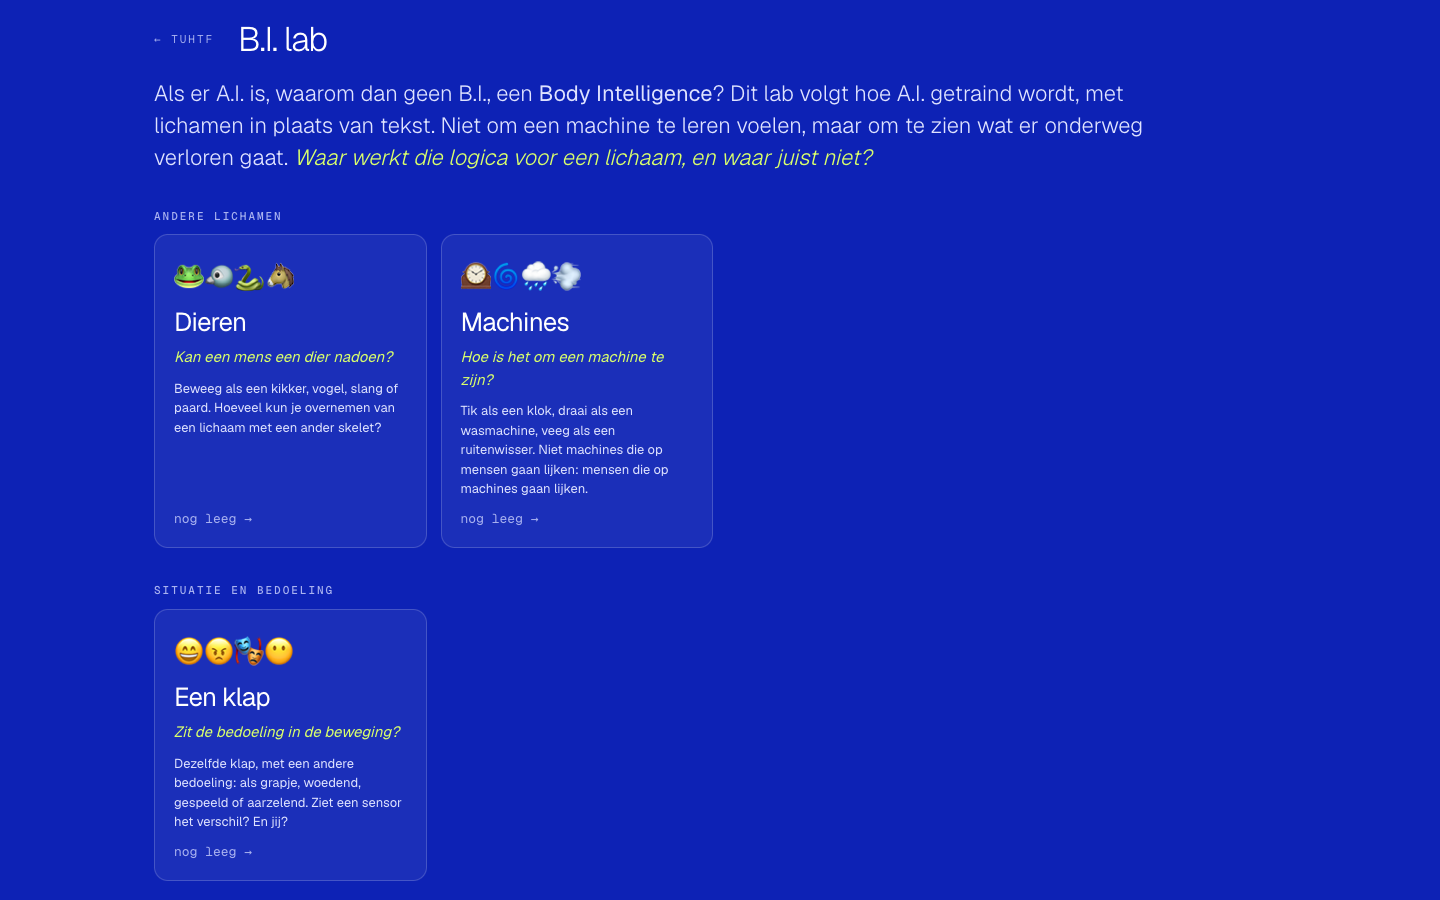 ← TUHTF
B.I. lab
Als er A.I. is, waarom dan geen B.I., een Body Intelligence? Dit lab volgt hoe A.I. getraind wordt, met
lichamen in plaats van tekst. Niet om een machine te leren voelen, maar om te zien wat er onderweg
verloren gaat. Waar werkt die logica voor een lichaam, en waar juist niet?
ANDERE LICHAMEN
Dieren
Kan een mens een dier nadoen?
Beweeg als een kikker, vogel, slang of
paard. Hoeveel kun je overnemen van
een lichaam met een ander skelet?
nog leeg →
Machines
Hoe is het om een machine te
zijn?
Tik als een klok, draai als een
wasmachine, veeg als een
ruitenwisser. Niet machines die op
mensen gaan lijken: mensen die op
machines gaan lijken.
nog leeg →
SITUATIE EN BEDOELING
Een klap
Zit de bedoeling in de beweging?
Dezelfde klap, met een andere
bedoeling: als grapje, woedend,
gespeeld of aarzelend. Ziet een sensor
het verschil? En jij?
nog leeg →